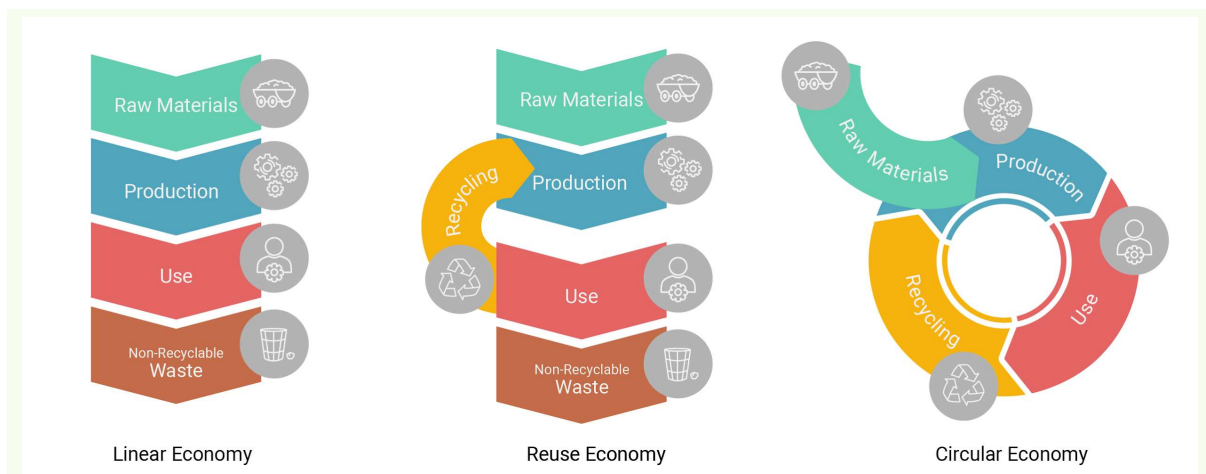 Raw Materials
Production
Use
Non-Recyclable
Waste
Linear Economy
Raw Materials
Recycling
Production
Use
Non-Recyclable
Waste
Reuse Economy
Raw Materials
Production
Use
Recycling
Circular Economy